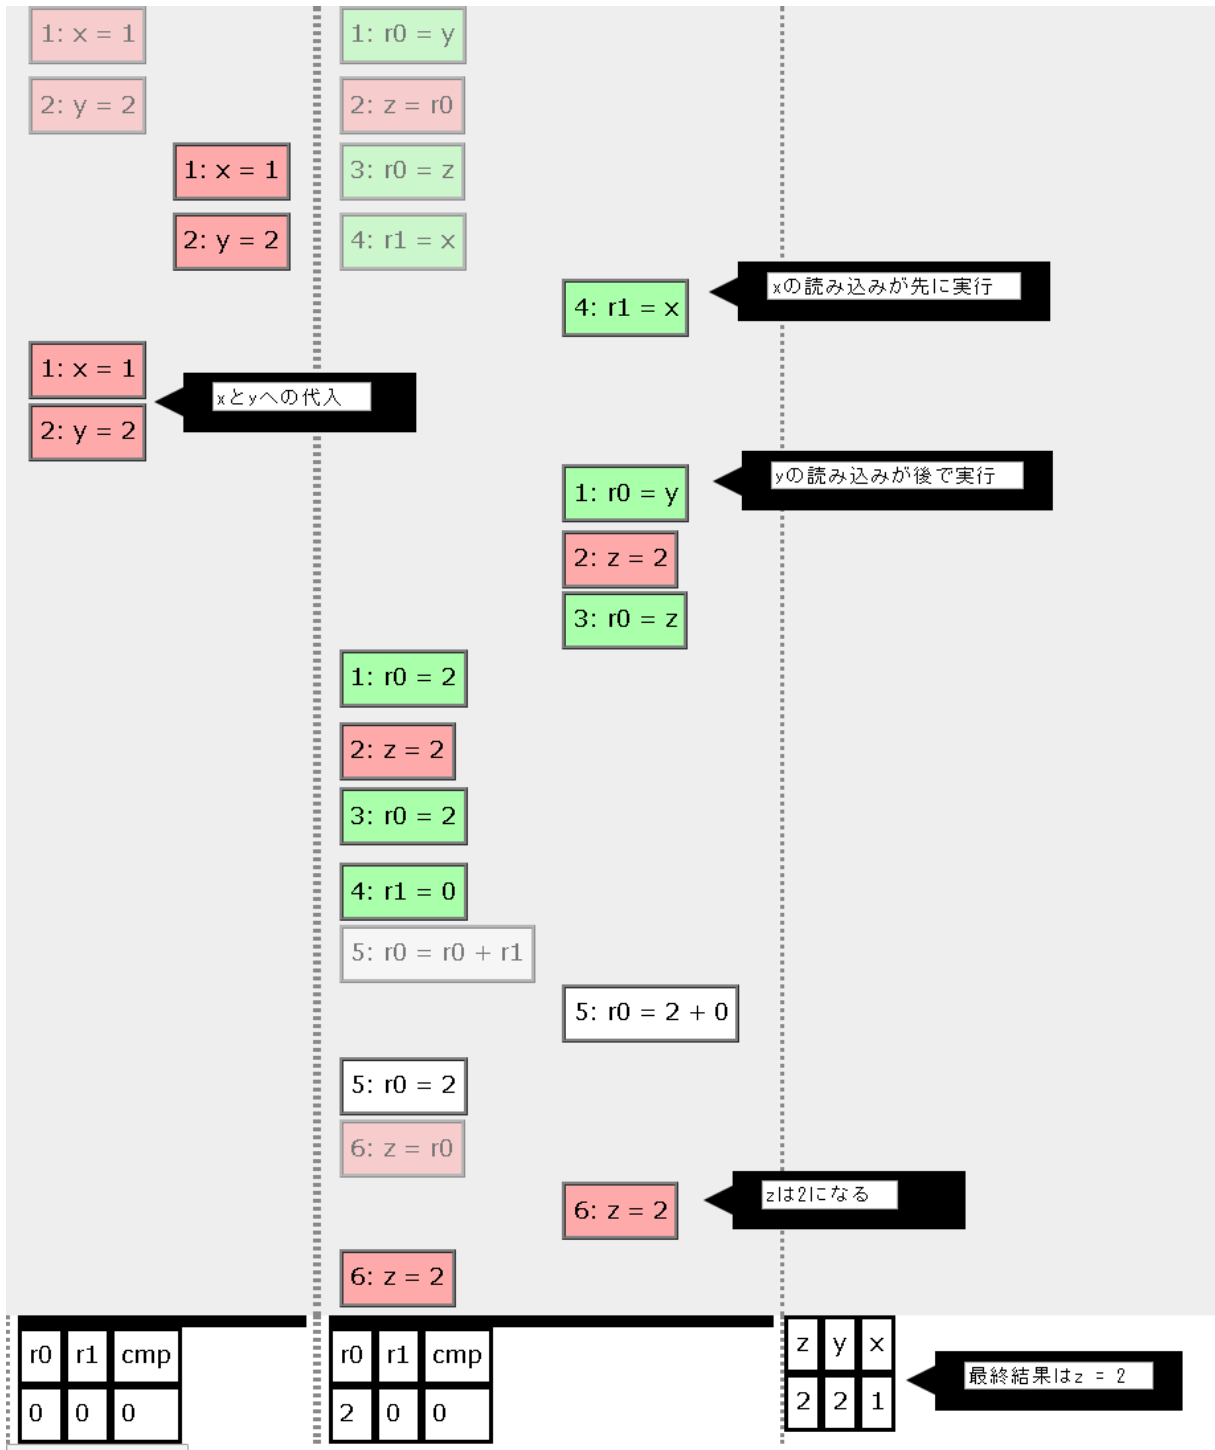 1: x = 1
1: r0 = y
2: y = 2
2: z = r0
1: x = 1
3: r0 = z
2: y = 2
4: r1 = x
4: r1 = x
xの読み込みが先に実行
1: x = 1
xとyへの代入
2: y = 2
1: r0 = y
yの読み込みが後で実行
2: z = 2
3: r0 = z
1: r0 = 2
2: z = 2
3: r0 = 2
4: r1 = 0
5: r0 = r0 + r1
5: r0 = 2 + 0
5: r0 = 2
6: z = r0
6: z = 2
zは2になる
6: z = 2
r0 r1 cmp
0 0 0
r0 r1 cmp
2 0 0
z y x
2 2 1
最終結果はz = 2